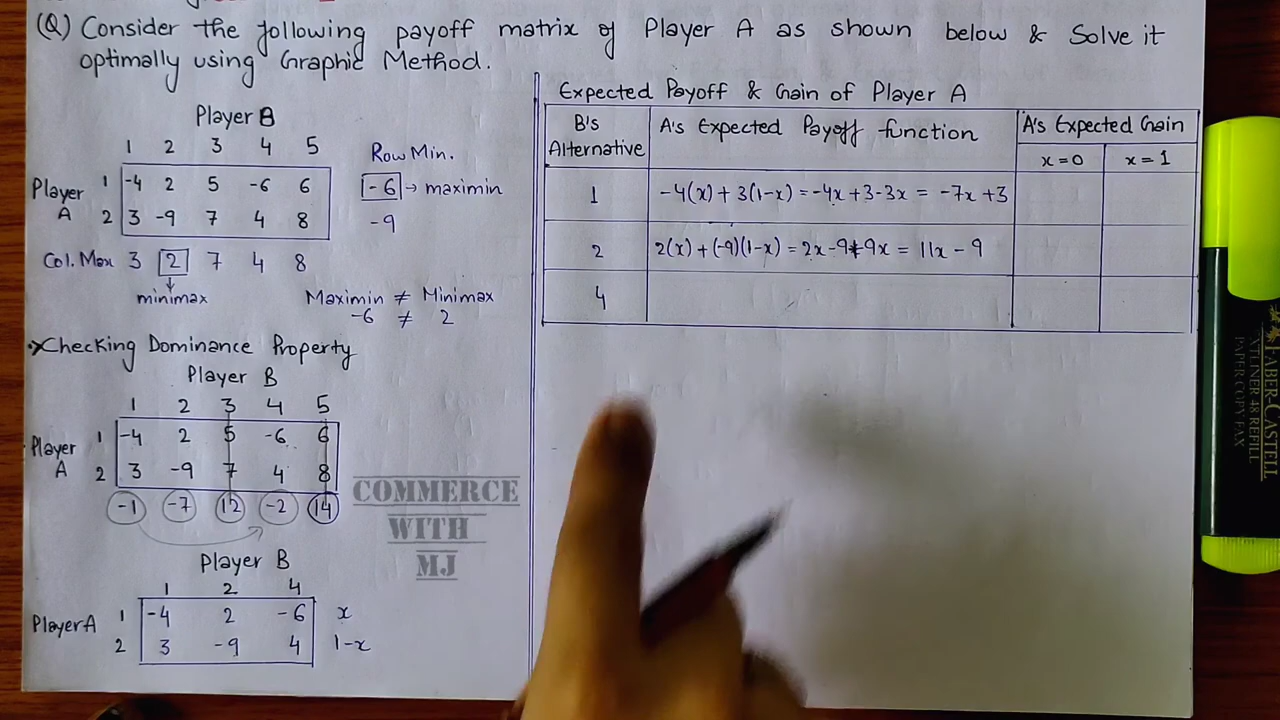 (Q) Consider the following payoff matrix of Player A as shown below & Solve it
optimally using Graphic Method.
Player B
1 2 3 4 5
Player A
1 -4 2 5 -6 6
2 3 -9 7 4 8
Row Min.
-6 → maximin
-9
Col. Max 3 2 7 4 8
minimax
Maximin ≠ Minimax
-6 ≠ 2
Checking Dominance Property
Player B
1 2 3 4 5
Player A
1 -4 2 5 -6 6
2 3 -9 7 4 8
-1 -7 12 -2 14
Player B
1 2 4
Player A 1 -4 2 -6 x
2 3 -9 4 1-x
Expected Payoff & Gain of Player A
B's Alternative
A's Expected Payoff function
A's Expected Gain
x=0 x=1
1 -4(x)+3(1-x)=-4x+3-3x = -7x+3
2 2(x)+(-9)(1-x)=2x-9+9x = 11x-9
4
COMMERCE
WITH
MJ
FABER-CASTELL
TEXTLINER 48 REFILL